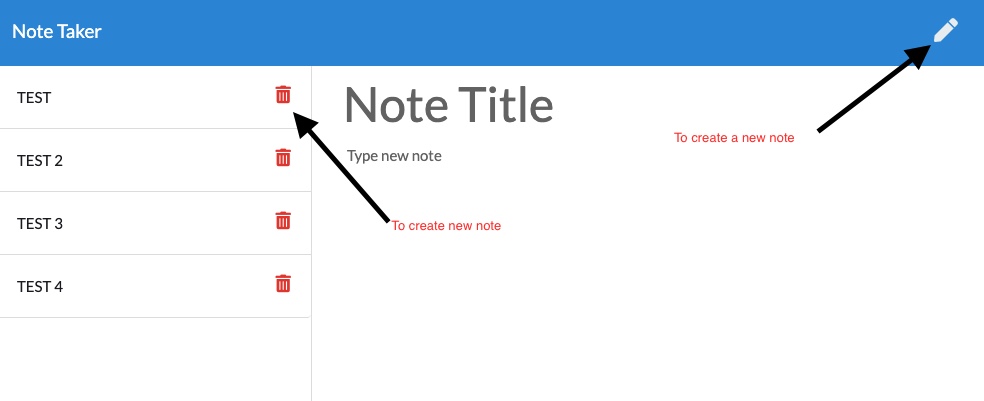 Note Taker
TEST
TEST 2
TEST 3
TEST 4
Note Title
Type new note
To create a new note
To create new note